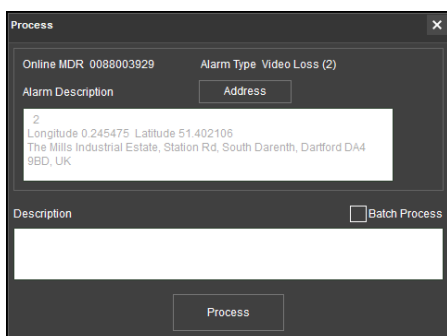 Process
Online MDR 0088003929 Alarm Type Video Loss (2)
Alarm Description Address
2
Longitude 0.245475 Latitude 51.402106
The Mills Industrial Estate, Station Rd, South Darenth, Dartford DA4
9BD, UK
Description Batch Process
Process